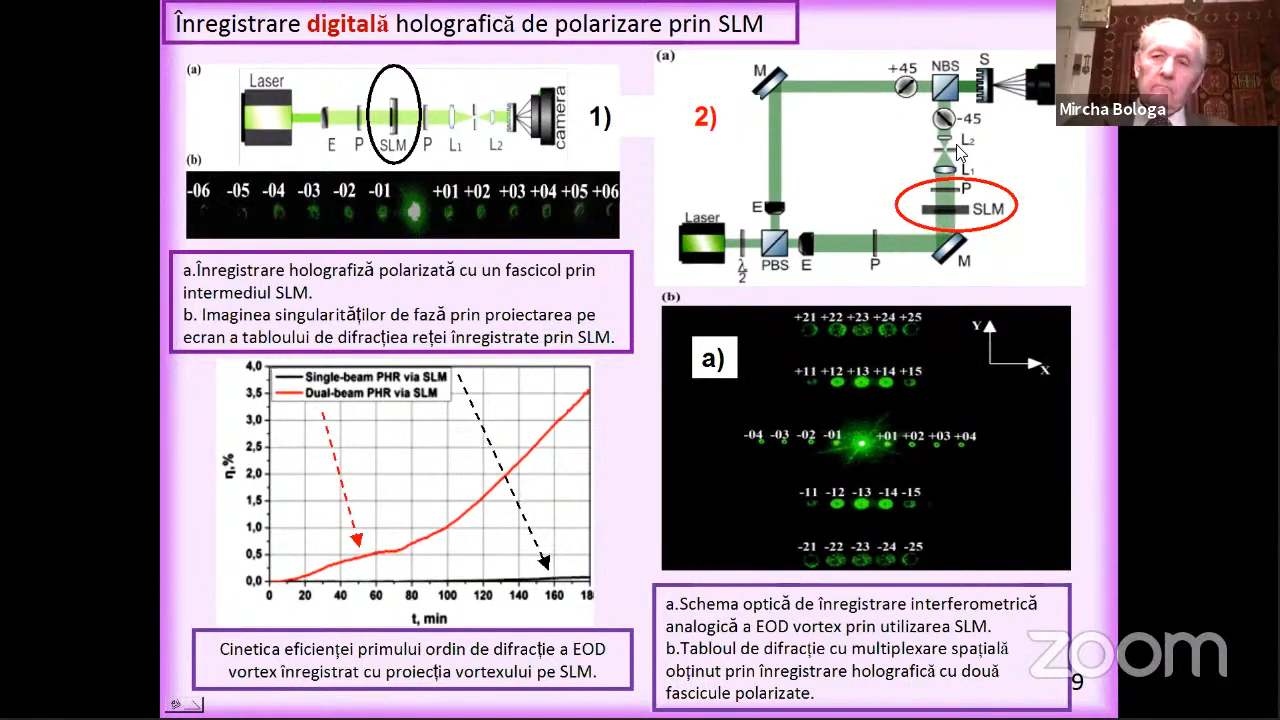 Înregistrare digitală holografică de polarizare prin SLM
(a)
Laser
E P SLM P L₁ L₂
camera
1)
(b)
-06 -05 -04 -03 -02 -01 +01 +02 +03 +04 +05 +06
a.Înregistrare holografiză polarizată cu un fascicol prin
intermediul SLM.
b. Imaginea singularităților de fază prin proiectarea pe
ecran a tabloului de difracțiea reței înregistrate prin SLM.
4,0
3,5
3,0
2,5
2,0
1,5
1,0
0,5
0,0
η,%
Single-beam PHR via SLM
Dual-beam PHR via SLM
0 20 40 60 80 100 120 140 160 18
t, min
Cinetica eficienței primului ordin de difracție a EOD
vortex înregistrat cu proiecția vortexului pe SLM.
(a)
2)
M +45 NBS S
-45
L₂
L₁
P
SLM
E
Laser
λ/2 PBS E P M
(b)
a)
+21 +22 +23 +24 +25
Y
X
+11 +12 +13 +14 +15
-04 -03 -02 -01 +01 +02 +03 +04
-11 -12 -13 -14 -15
-21 -22 -23 -24 -25
a.Schema optică de înregistrare interferometrică
analogică a EOD vortex prin utilizarea SLM.
b.Tabloul de difracție cu multiplexare spațială
obținut prin înregistrare holografică cu două
fascicule polarizate.
9
zoom
Mircha Bologa